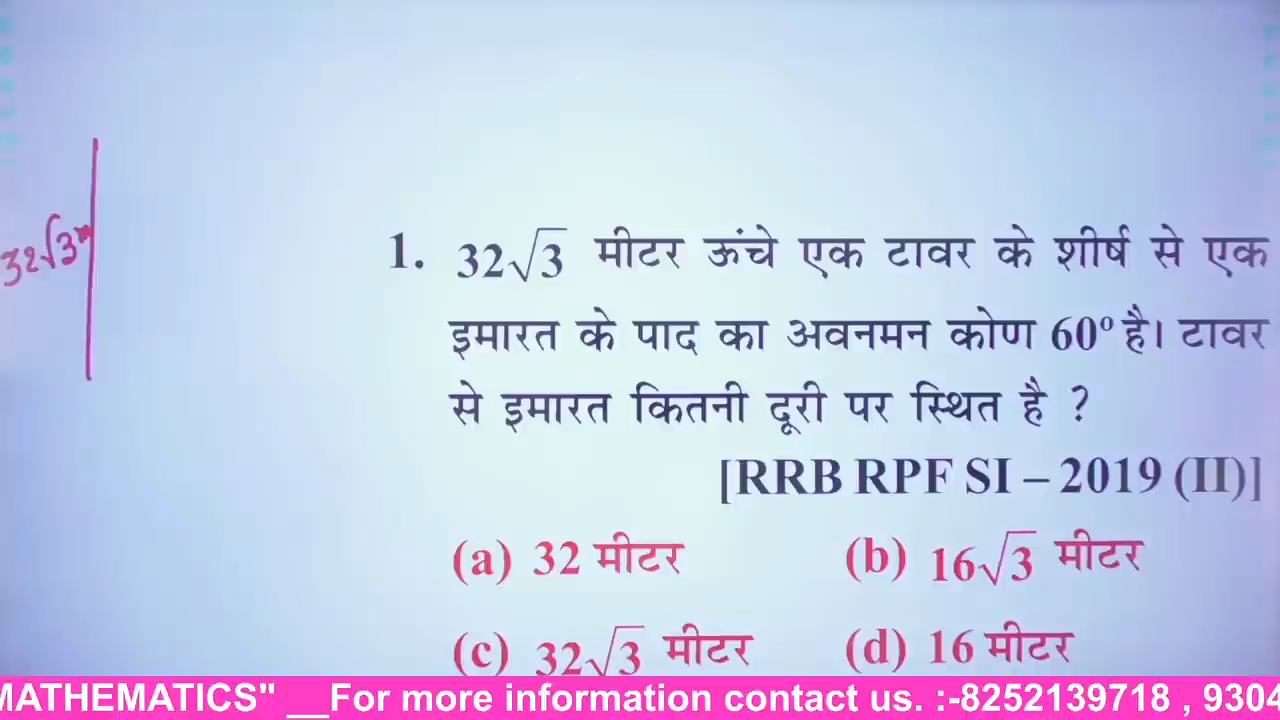 32√3 m
1. 32√3 मीटर ऊंचे एक टावर के शीर्ष से एक
इमारत के पाद का अवनमन कोण 60° है। टावर
से इमारत कितनी दूरी पर स्थित है ?
[RRB RPF SI – 2019 (II)]
(a) 32 मीटर (b) 16√3 मीटर
(c) 32√3 मीटर (d) 16 मीटर
MATHEMATICS" __For more information contact us. :-8252139718 , 9304